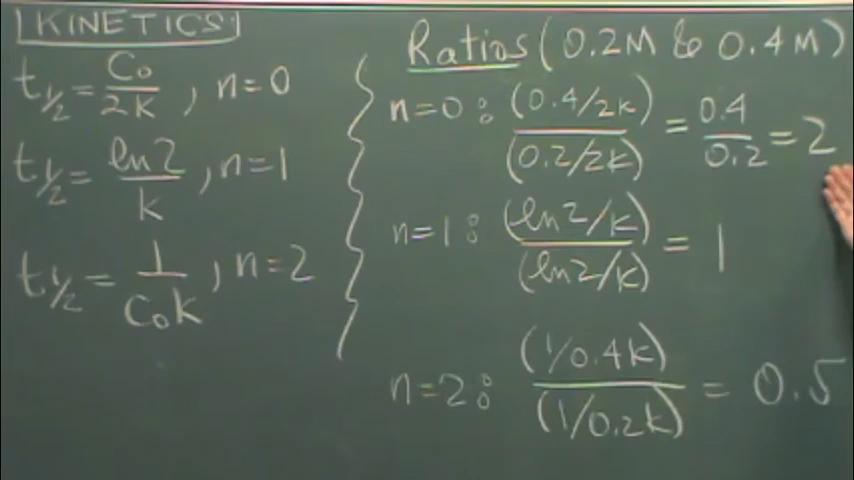 KINETICS
t½ = C₀/2k , n=0
t½ = ln2/k , n=1
t½ = 1/C₀k , n=2
Ratios (0.2M & 0.4M)
n=0: (0.4/2k)/(0.2/2k) = 0.4/0.2 = 2
n=1: (ln2/k)/(ln2/k) = 1
n=2: (1/0.4k)/(1/0.2k) = 0.5